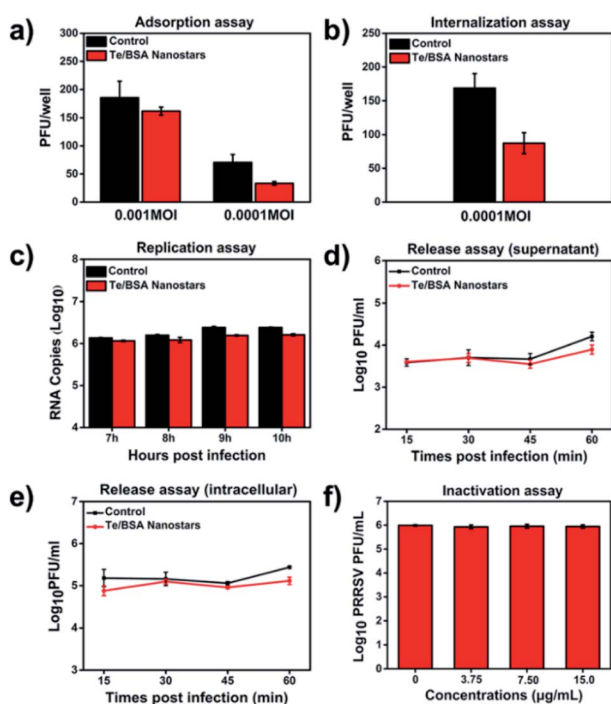 a)
Adsorption assay
Control
Te/BSA Nanostars
PFU/well
300
250
200
150
100
50
0
0.001MOI
0.0001MOI
b)
Internalization assay
Control
Te/BSA Nanostars
PFU/well
250
200
150
100
50
0
0.0001MOI
c)
Replication assay
Control
Te/BSA Nanostars
RNA Copies (Log10)
8
7
6
5
4
7h
8h
9h
10h
Hours post infection
d)
Release assay (supernatant)
Control
Te/BSA Nanostars
Log10 PFU/ml
6
5
4
3
2
15
30
45
60
Times post infection (min)
e)
Release assay (intracellular)
Control
Te/BSA Nanostars
Log10PFU/ml
7
6
5
4
3
15
30
45
60
Times post infection (min)
f)
Inactivation assay
Log10 PRRSV PFU/mL
7
6
5
4
3
2
1
0
0
3.75
7.50
15.0
Concentrations (μg/mL)